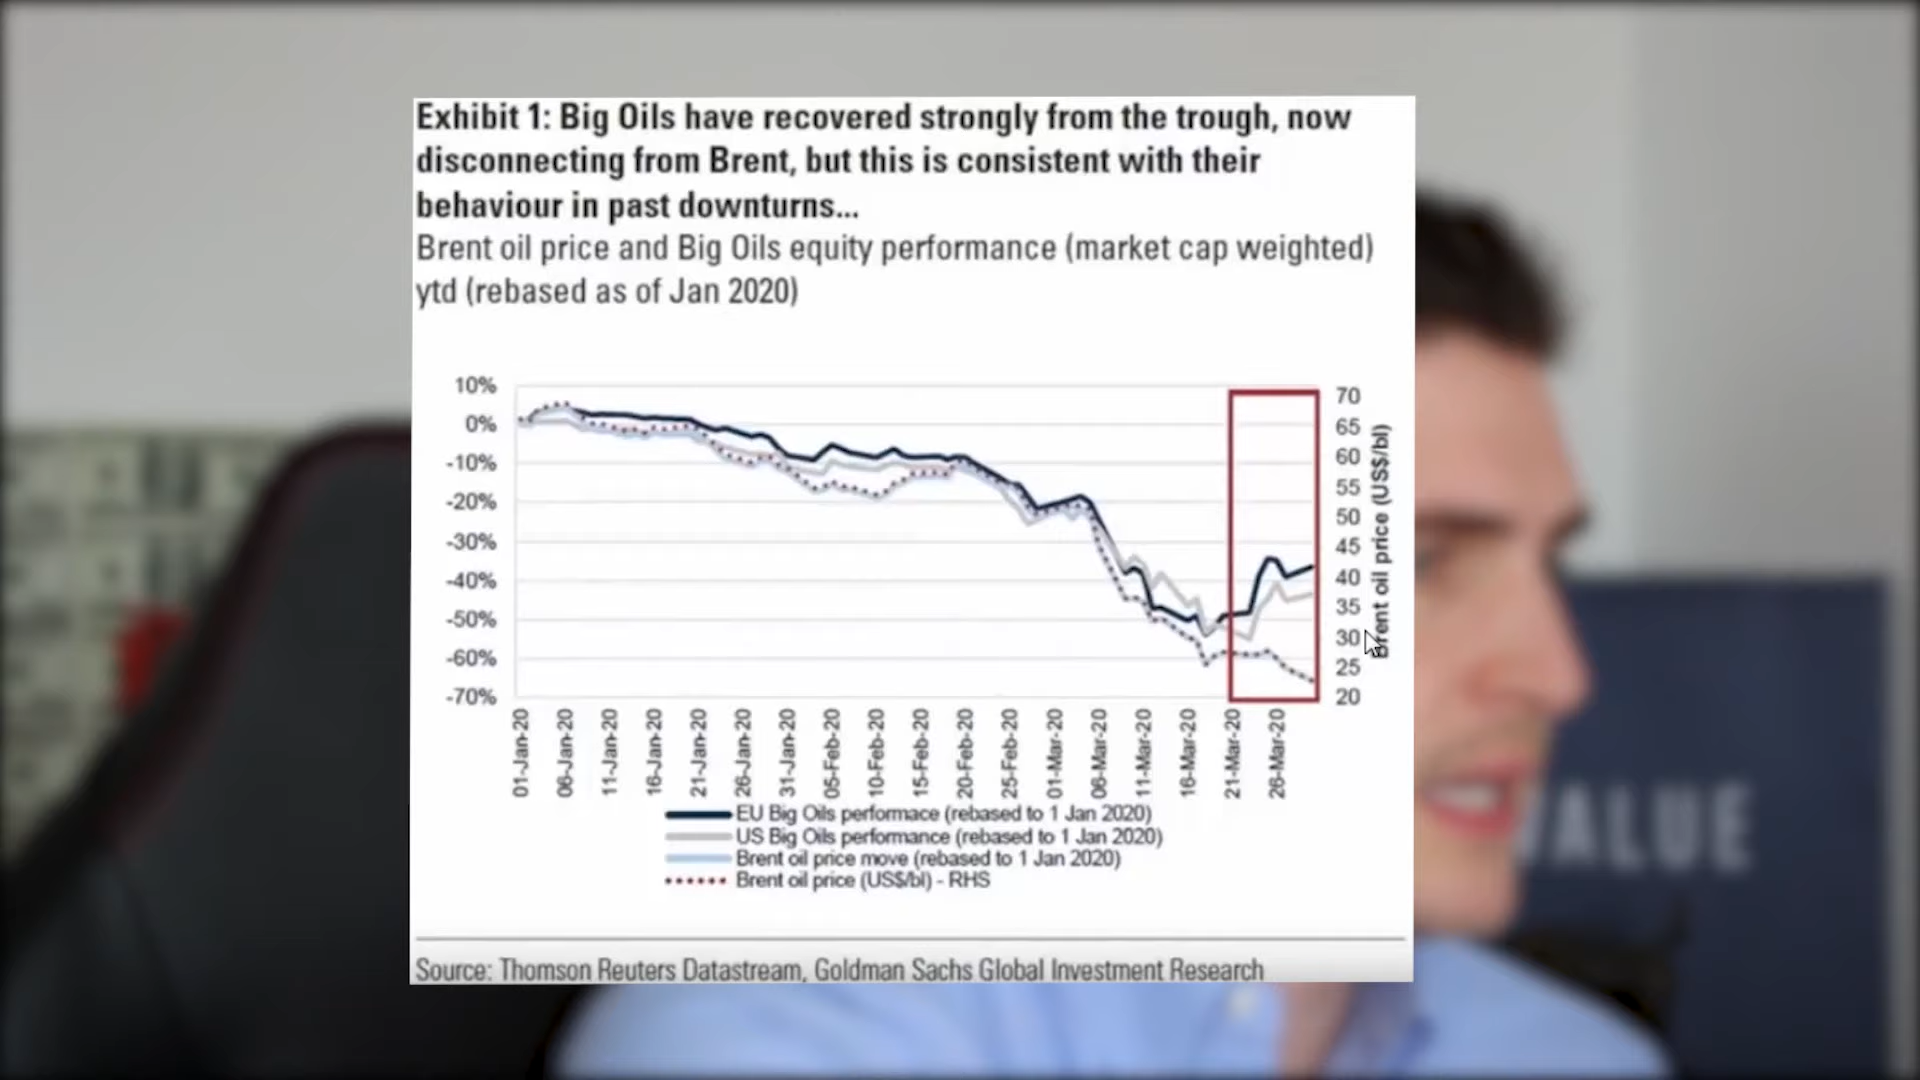 Exhibit 1: Big Oils have recovered strongly from the trough, now
disconnecting from Brent, but this is consistent with their
behaviour in past downturns...
Brent oil price and Big Oils equity performance (market cap weighted)
ytd (rebased as of Jan 2020)
10%
0%
-10%
-20%
-30%
-40%
-50%
-60%
-70%
70
65
60
55
50
45
40
35
30
25
20
Brent oil price (US$/bl)
01-Jan-20
06-Jan-20
11-Jan-20
16-Jan-20
21-Jan-20
26-Jan-20
31-Jan-20
05-Feb-20
10-Feb-20
15-Feb-20
20-Feb-20
25-Feb-20
01-Mar-20
06-Mar-20
11-Mar-20
16-Mar-20
21-Mar-20
26-Mar-20
EU Big Oils performace (rebased to 1 Jan 2020)
US Big Oils performance (rebased to 1 Jan 2020)
Brent oil price move (rebased to 1 Jan 2020)
Brent oil price (US$/bl) - RHS
Source: Thomson Reuters Datastream, Goldman Sachs Global Investment Research
VALUE